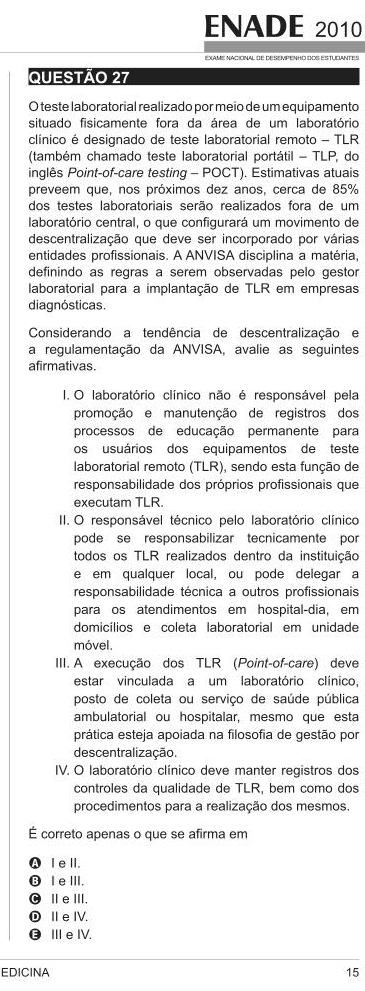 ENADE 2010
EXAME NACIONAL DE DESEMPENHO DOS ESTUDANTES
QUESTÃO 27
O teste laboratorial realizado por meio de um equipamento
situado fisicamente fora da área de um laboratório
clínico é designado de teste laboratorial remoto – TLR
(também chamado teste laboratorial portátil – TLP, do
inglês Point-of-care testing – POCT). Estimativas atuais
preveem que, nos próximos dez anos, cerca de 85%
dos testes laboratoriais serão realizados fora de um
laboratório central, o que configurará um movimento de
descentralização que deve ser incorporado por várias
entidades profissionais. A ANVISA disciplina a matéria,
definindo as regras a serem observadas pelo gestor
laboratorial para a implantação de TLR em empresas
diagnósticas.
Considerando a tendência de descentralização e
a regulamentação da ANVISA, avalie as seguintes
afirmativas.
I. O laboratório clínico não é responsável pela
promoção e manutenção de registros dos
processos de educação permanente para
os usuários dos equipamentos de teste
laboratorial remoto (TLR), sendo esta função de
responsabilidade dos próprios profissionais que
executam TLR.
II. O responsável técnico pelo laboratório clínico
pode se responsabilizar tecnicamente por
todos os TLR realizados dentro da instituição
e em qualquer local, ou pode delegar a
responsabilidade técnica a outros profissionais
para os atendimentos em hospital-dia, em
domicílios e coleta laboratorial em unidade
móvel.
III. A execução dos TLR (Point-of-care) deve
estar vinculada a um laboratório clínico,
posto de coleta ou serviço de saúde pública
ambulatorial ou hospitalar, mesmo que esta
prática esteja apoiada na filosofia de gestão por
descentralização.
IV. O laboratório clínico deve manter registros dos
controles da qualidade de TLR, bem como dos
procedimentos para a realização dos mesmos.
É correto apenas o que se afirma em
A I e II.
B I e III.
C II e III.
D II e IV.
E III e IV.
EDICINA 15